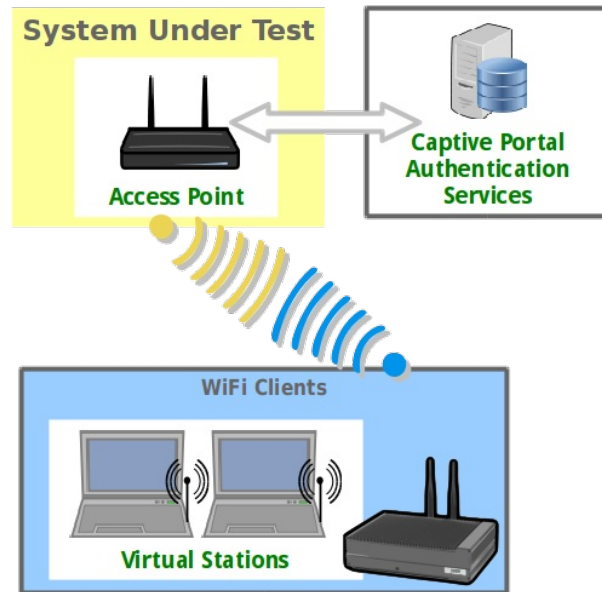 System Under Test
Access Point
Captive Portal
Authentication
Services
WiFi Clients
Virtual Stations